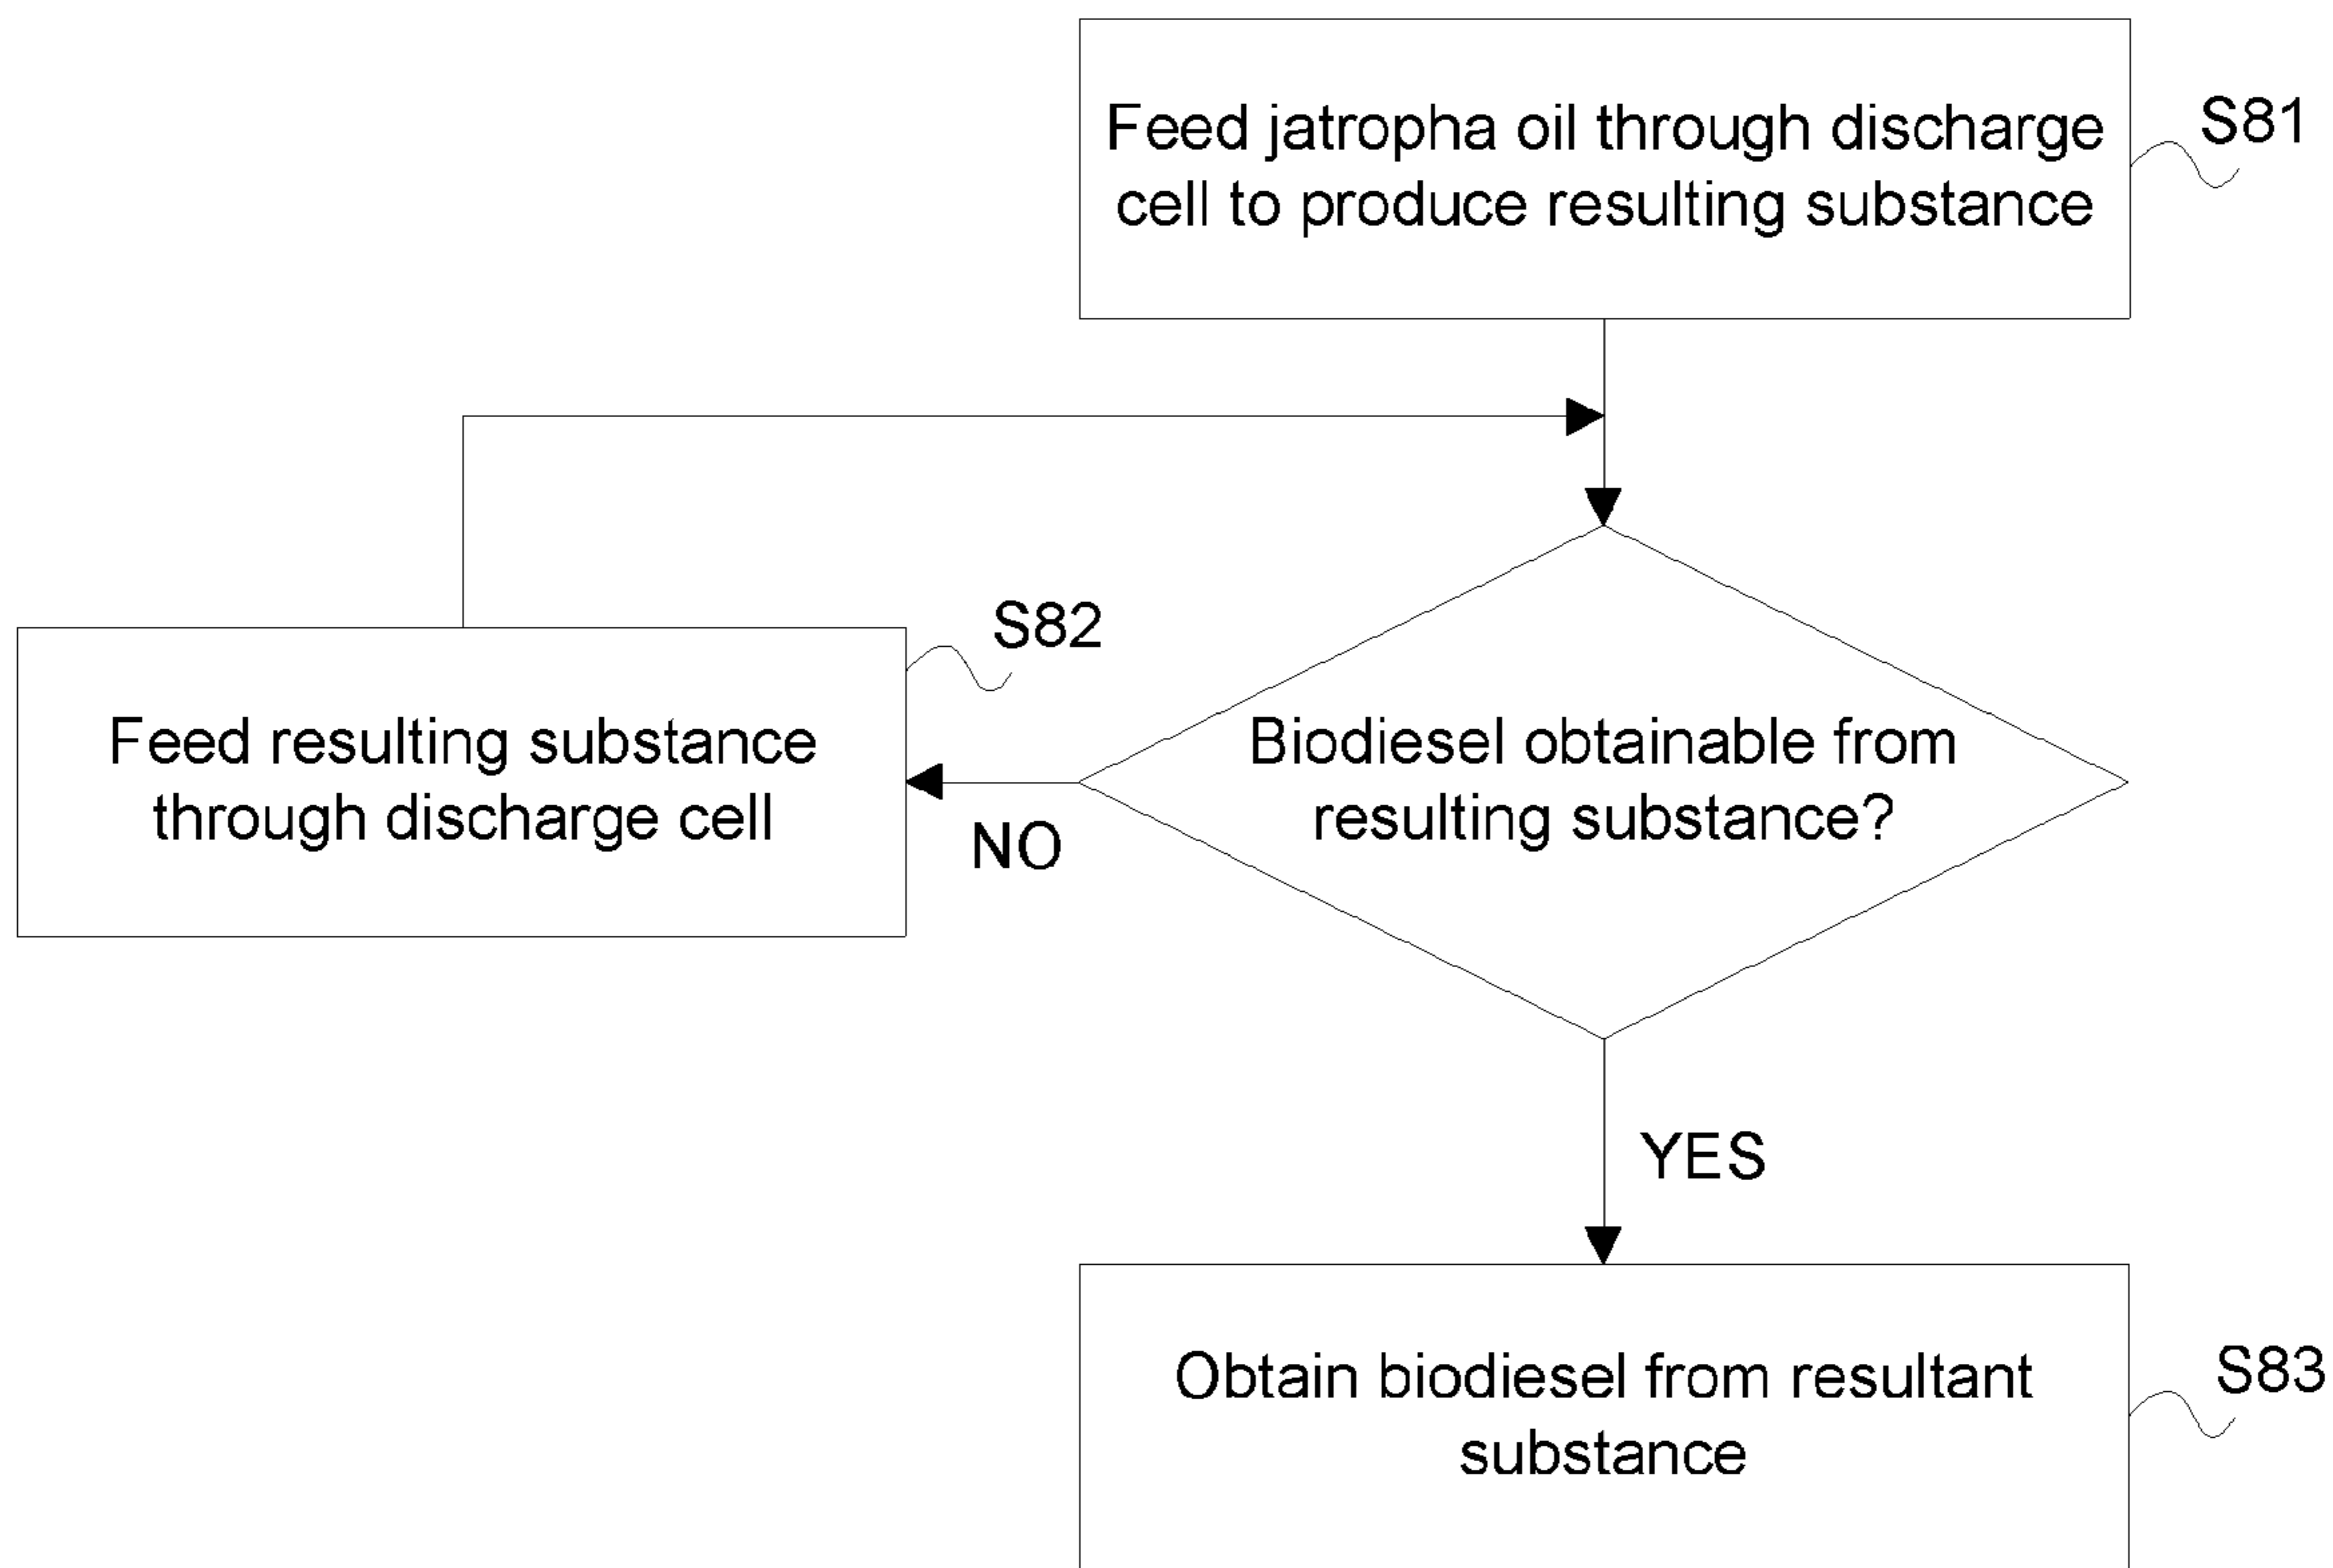 Feed jatropha oil through discharge
cell to produce resulting substance
S81
S82
Feed resulting substance
through discharge cell
NO
Biodiesel obtainable from
resulting substance?
YES
Obtain biodiesel from resultant
substance
S83